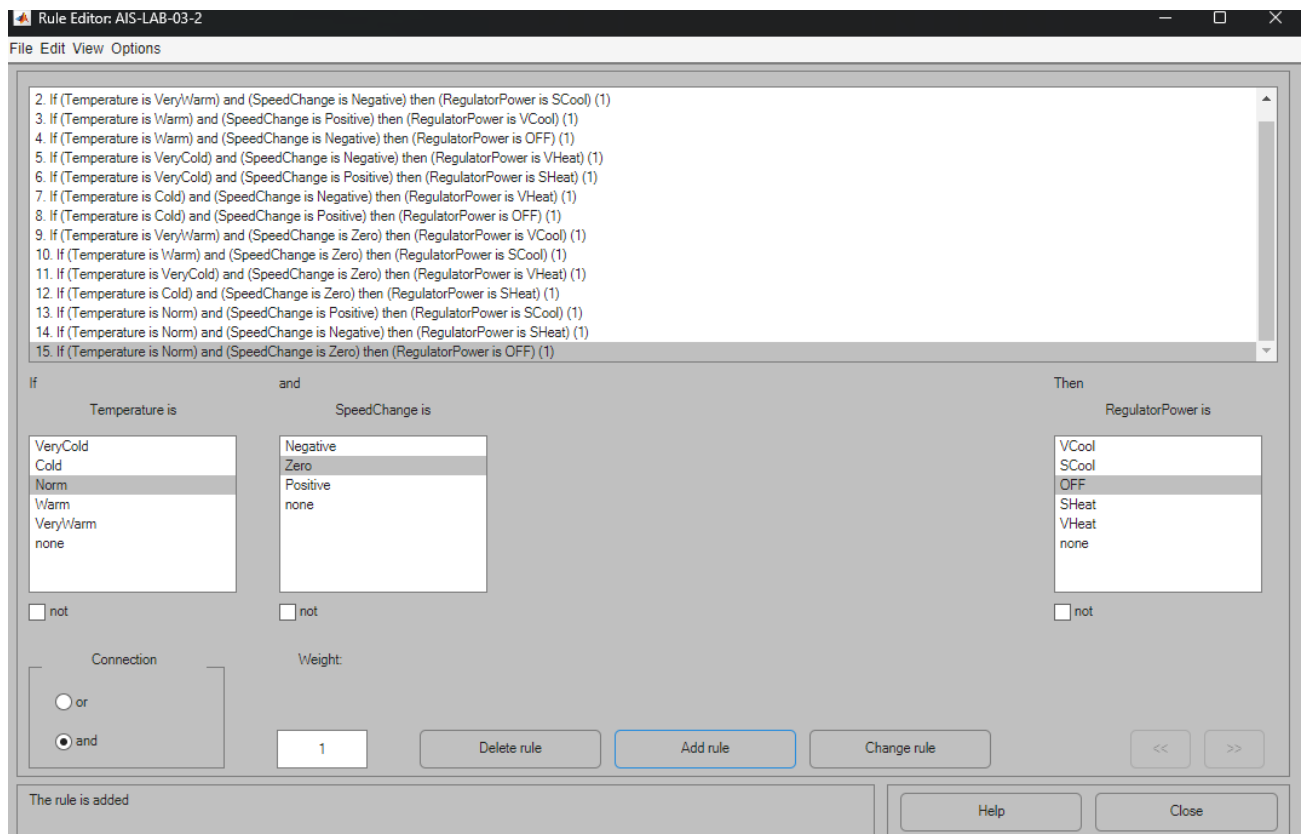 Rule Editor: AIS-LAB-03-2
File Edit View Options
2. If (Temperature is VeryWarm) and (SpeedChange is Negative) then (RegulatorPower is SCool) (1)
3. If (Temperature is Warm) and (SpeedChange is Positive) then (RegulatorPower is VCool) (1)
4. If (Temperature is Warm) and (SpeedChange is Negative) then (RegulatorPower is OFF) (1)
5. If (Temperature is VeryCold) and (SpeedChange is Negative) then (RegulatorPower is VHeat) (1)
6. If (Temperature is VeryCold) and (SpeedChange is Positive) then (RegulatorPower is SHeat) (1)
7. If (Temperature is Cold) and (SpeedChange is Negative) then (RegulatorPower is VHeat) (1)
8. If (Temperature is Cold) and (SpeedChange is Positive) then (RegulatorPower is OFF) (1)
9. If (Temperature is VeryWarm) and (SpeedChange is Zero) then (RegulatorPower is VCool) (1)
10. If (Temperature is Warm) and (SpeedChange is Zero) then (RegulatorPower is SCool) (1)
11. If (Temperature is VeryCold) and (SpeedChange is Zero) then (RegulatorPower is VHeat) (1)
12. If (Temperature is Cold) and (SpeedChange is Zero) then (RegulatorPower is SHeat) (1)
13. If (Temperature is Norm) and (SpeedChange is Positive) then (RegulatorPower is SCool) (1)
14. If (Temperature is Norm) and (SpeedChange is Negative) then (RegulatorPower is SHeat) (1)
15. If (Temperature is Norm) and (SpeedChange is Zero) then (RegulatorPower is OFF) (1)
If
Temperature is
VeryCold
Cold
Norm
Warm
VeryWarm
none
not
and
SpeedChange is
Negative
Zero
Positive
none
not
Then
RegulatorPower is
VCool
SCool
OFF
SHeat
VHeat
none
not
Connection
or
and
Weight:
1
Delete rule
Add rule
Change rule
<<
>>
The rule is added
Help
Close